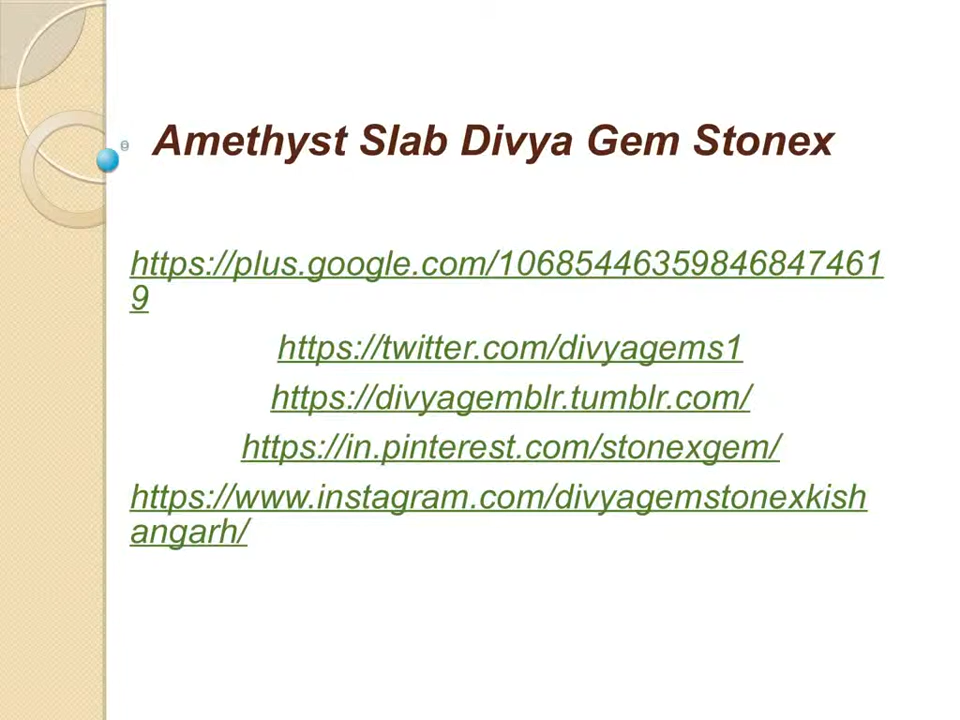 Amethyst Slab Divya Gem Stonex
https://plus.google.com/10685446359846847461
9
https://twitter.com/divyagems1
https://divyagemblr.tumblr.com/
https://in.pinterest.com/stonexgem/
https://www.instagram.com/divyagemstonexkish
angarh/